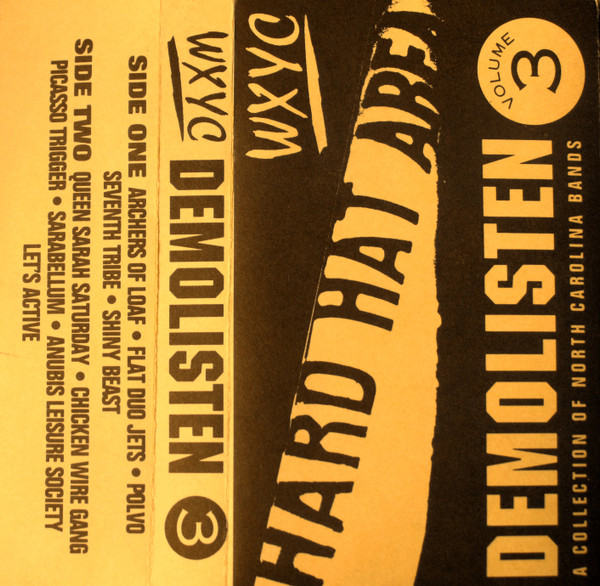 WXYC
HARD HAT AREA
VOLUME
3
DEMOLISTEN
A COLLECTION OF NORTH CAROLINA BANDS
WXYC DEMOLISTEN 3
SIDE ONE ARCHERS OF LOAF • FLAT DUO JETS • POLVO
SEVENTH TRIBE • SHINY BEAST
SIDE TWO QUEEN SARAH SATURDAY • CHICKEN WIRE GANG
PICASSO TRIGGER • SARABELLUM • ANUBIS LEISURE SOCIETY
LET'S ACTIVE